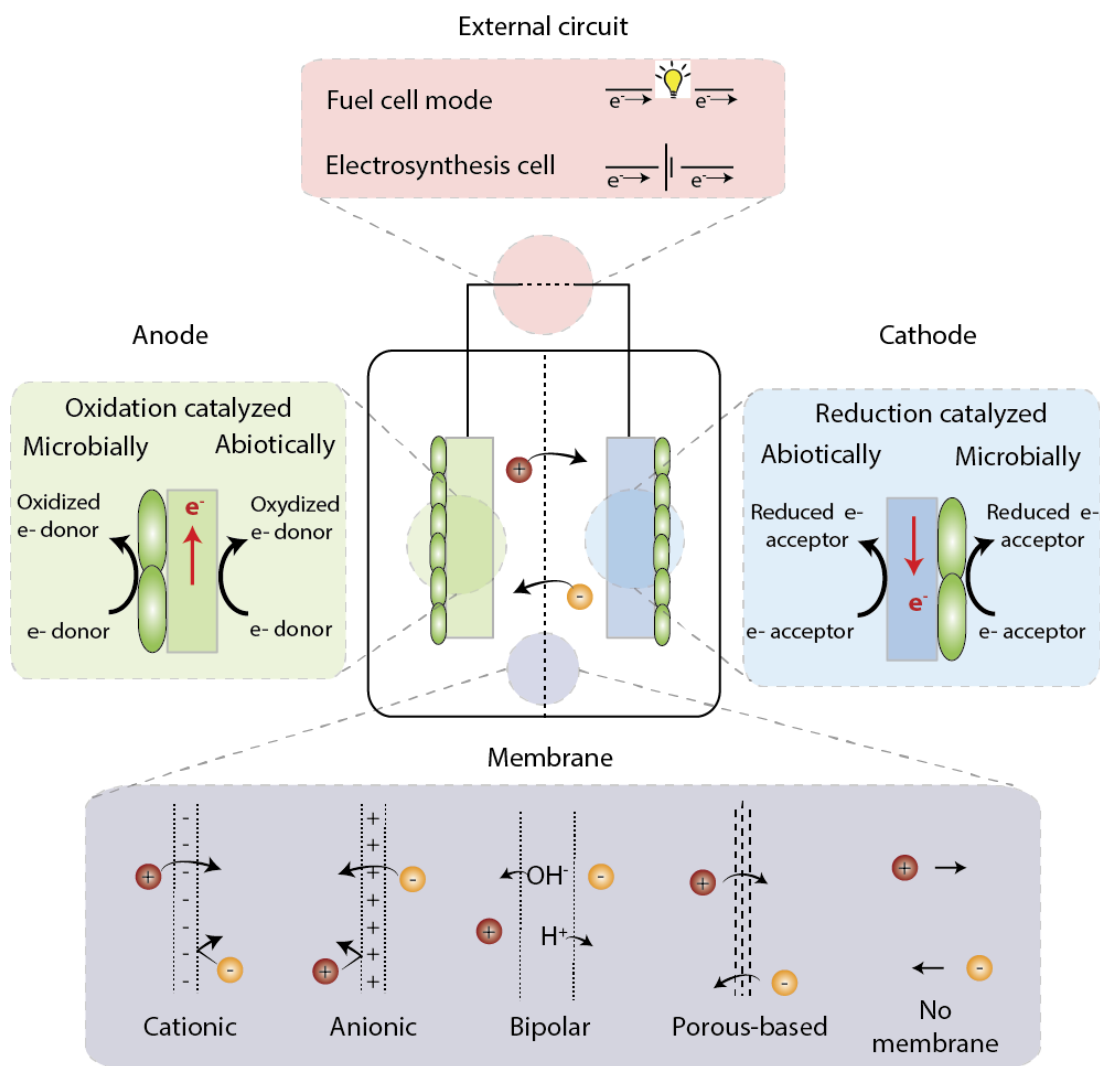 External circuit
Fuel cell mode
e-
e-
Electrosynthesis cell
e-
e-
Anode
Cathode
Oxidation catalyzed
Microbially
Abiotically
Oxidized
e- donor
e-
Oxydized
e- donor
e- donor
e- donor
+
-
Reduction catalyzed
Abiotically
Microbially
Reduced e-
acceptor
Reduced e-
acceptor
e-
e- acceptor
e- acceptor
Membrane
-
-
-
-
-
-
-
+
-
+
+
+
+
+
+
+
-
+
OH-
-
+
H+
+
-
+
-
Cationic
Anionic
Bipolar
Porous-based
No
membrane